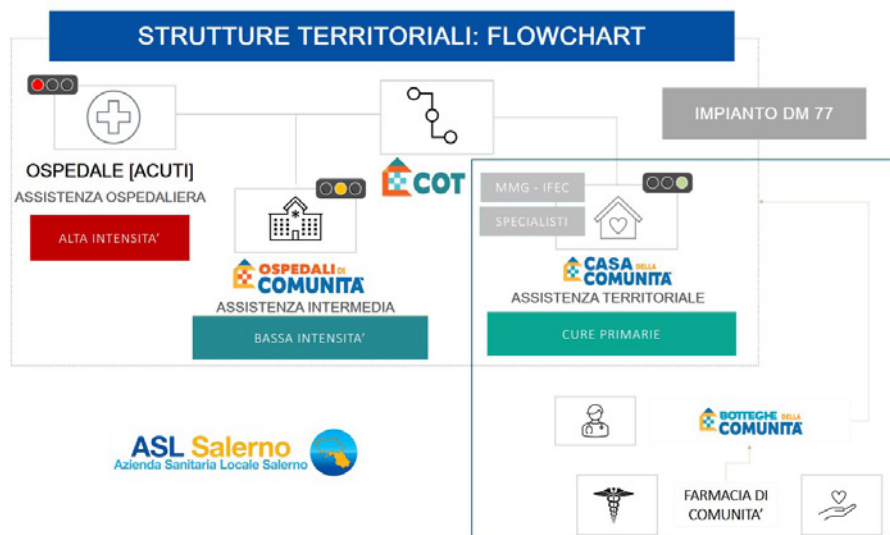 STRUTTURE TERRITORIALI: FLOWCHART
IMPIANTO DM 77
OSPEDALE [ACUTI]
ASSISTENZA OSPEDALIERA
ALTA INTENSITA'
COT
OSPEDALI DI
COMUNITÀ
ASSISTENZA INTERMEDIA
BASSA INTENSITA'
MMG - IFEC
SPECIALISTI
CASA DELLA
COMUNITÀ
ASSISTENZA TERRITORIALE
CURE PRIMARIE
ASL Salerno
Azienda Sanitaria Locale Salerno
BOTTEGHE DELLA
COMUNITÀ
FARMACIA DI
COMUNITA'